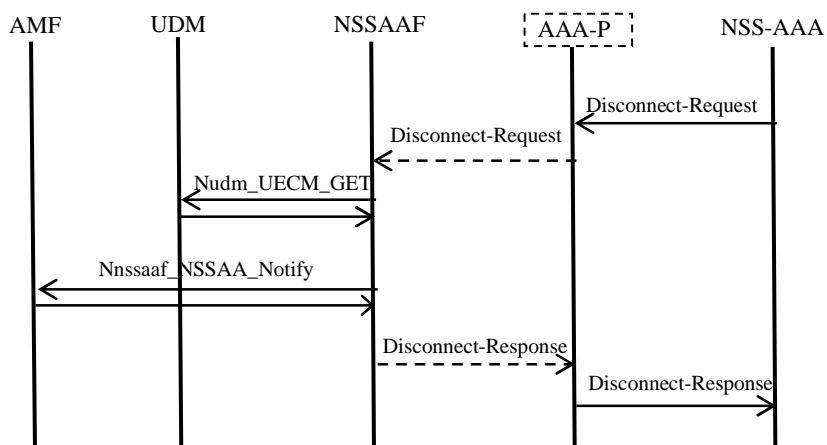 AMF UDM NSSAAF AAA-P NSS-AAA
Disconnect-Request
Disconnect-Request
Nudm_UECM_GET
Nnssaaf_NSSAA_Notify
Disconnect-Response
Disconnect-Response